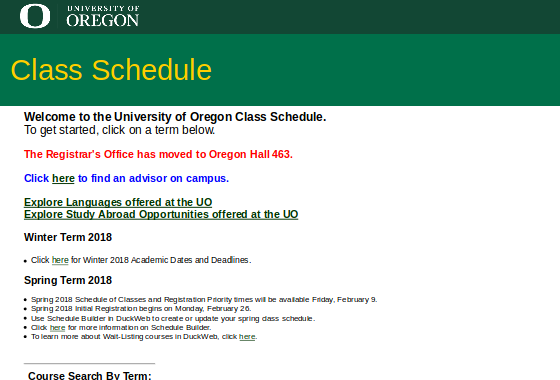 UNIVERSITY OF
OREGON
Class Schedule
Welcome to the University of Oregon Class Schedule.
To get started, click on a term below.
The Registrar's Office has moved to Oregon Hall 463.
Click here to find an advisor on campus.
Explore Languages offered at the UO
Explore Study Abroad Opportunities offered at the UO
Winter Term 2018
• Click here for Winter 2018 Academic Dates and Deadlines.
Spring Term 2018
• Spring 2018 Schedule of Classes and Registration Priority times will be available Friday, February 9.
• Spring 2018 Initial Registration begins on Monday, February 26.
• Use Schedule Builder in DuckWeb to create or update your spring class schedule.
• Click here for more information on Schedule Builder.
• To learn more about Wait-Listing courses in DuckWeb, click here.
Course Search By Term: